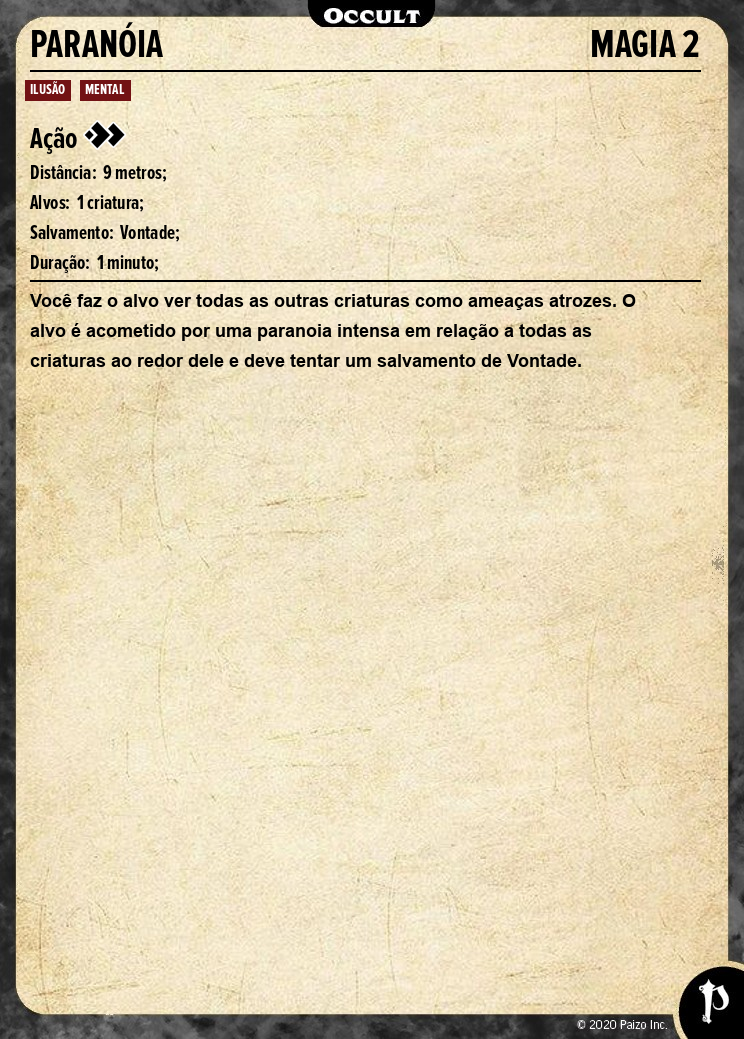 OCCULT
PARANÓIA MAGIA 2
ILUSÃO MENTAL
Ação
Distância: 9 metros;
Alvos: 1 criatura;
Salvamento: Vontade;
Duração: 1 minuto;
Você faz o alvo ver todas as outras criaturas como ameaças atrozes. O
alvo é acometido por uma paranoia intensa em relação a todas as
criaturas ao redor dele e deve tentar um salvamento de Vontade.
© 2020 Paizo Inc.
P